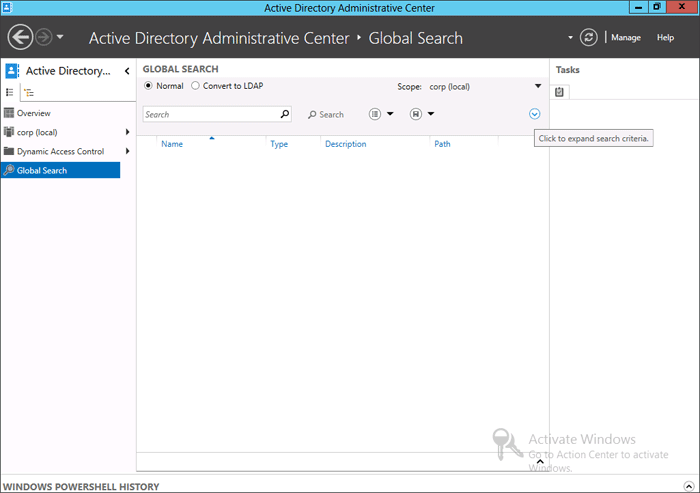 Active Directory Administrative Center
Active Directory Administrative Center • Global Search
Manage
Help
Active Directory...
Overview
corp (local)
Dynamic Access Control
Global Search
GLOBAL SEARCH
Normal
Convert to LDAP
Scope: corp (local)
Search
Search
Click to expand search criteria.
Name
Type
Description
Path
Tasks
Activate Windows
Go to Action Center to activate
Windows.
WINDOWS POWERSHELL HISTORY